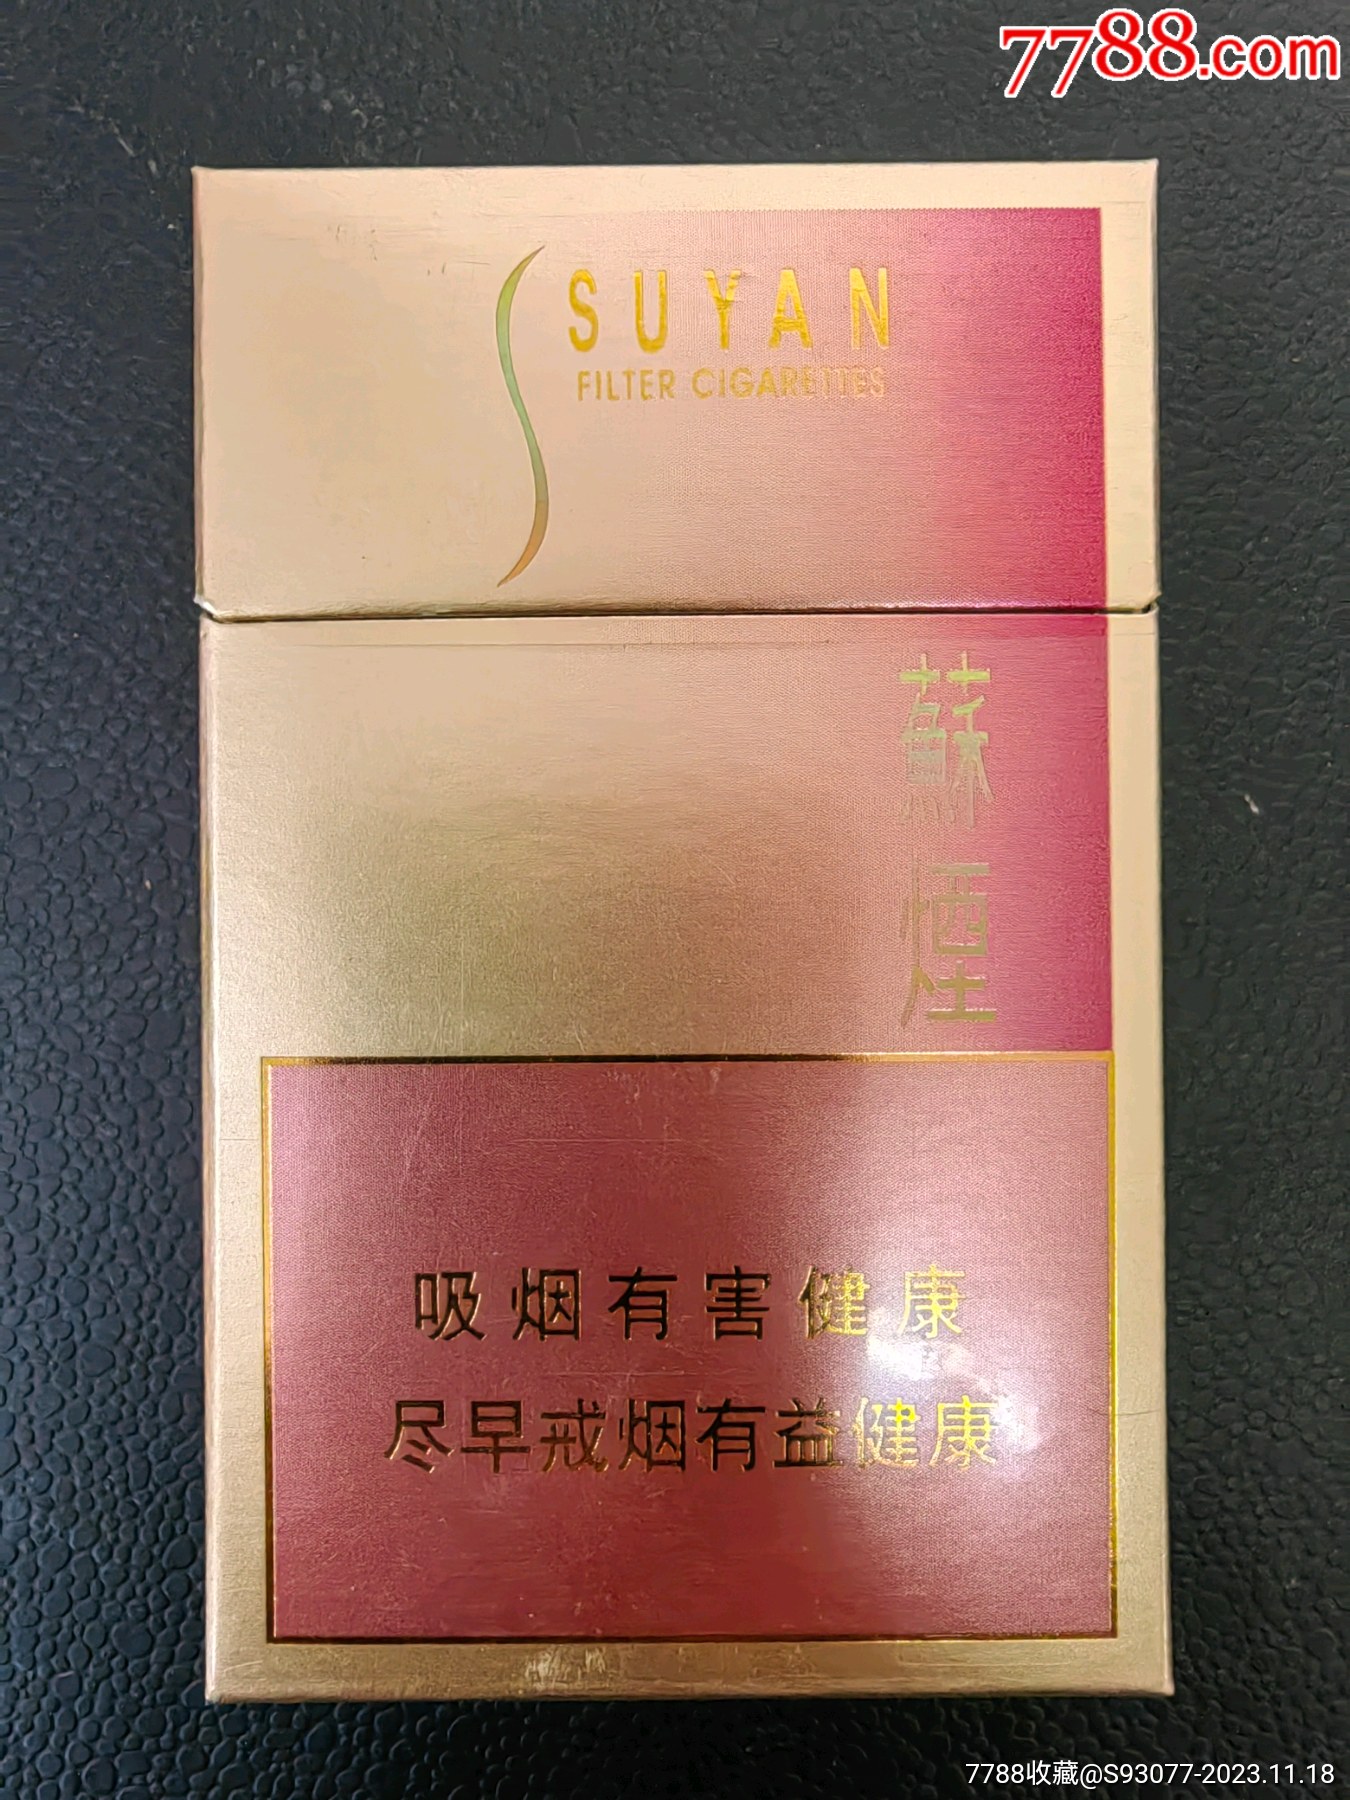 7788.com
SUYAN
FILTER CIGARETTES
蘇煙
吸烟有害健康
尽早戒烟有益健康
7788收藏@S93077-2023.11.18